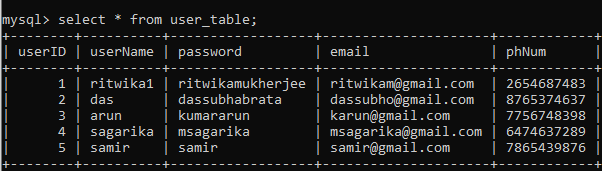 mysql> select * from user_table;
+--------+----------+-----------------+---------------------+------------+
| userID | userName | password        | email               | phNum      |
+--------+----------+-----------------+---------------------+------------+
|      1 | ritwika1 | ritwikamukherjee | ritwikam@gmail.com  | 2654687483 |
|      2 | das      | dassubhabrata   | dassubho@gmail.com  | 8765374637 |
|      3 | arun     | kumararun       | karun@gmail.com     | 7756748398 |
|      4 | sagarika | msagarika       | msagarika@gmail.com | 6474637289 |
|      5 | samir    | samir           | samir@gmail.com     | 7865439876 |
+--------+----------+-----------------+---------------------+------------+